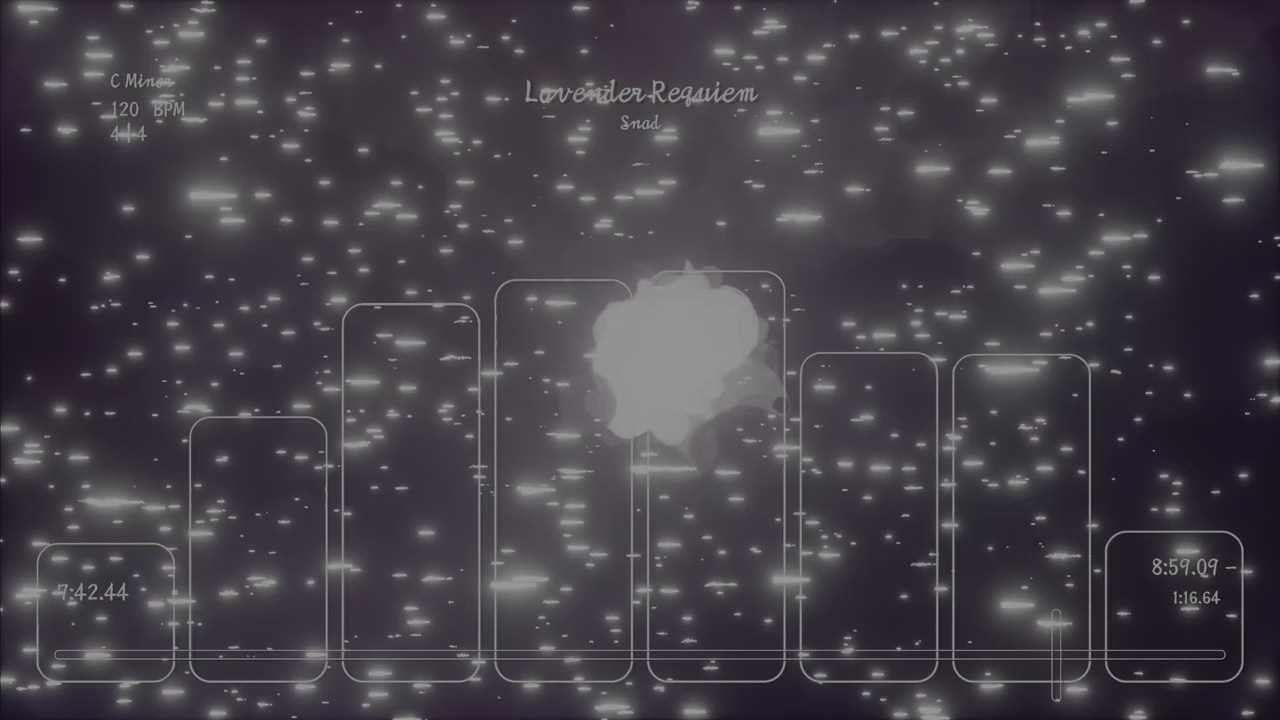 C Minor
120 BPM
4|4
Lavender Requiem
Snad
7:42.44
8:59.09 –
1:16.64